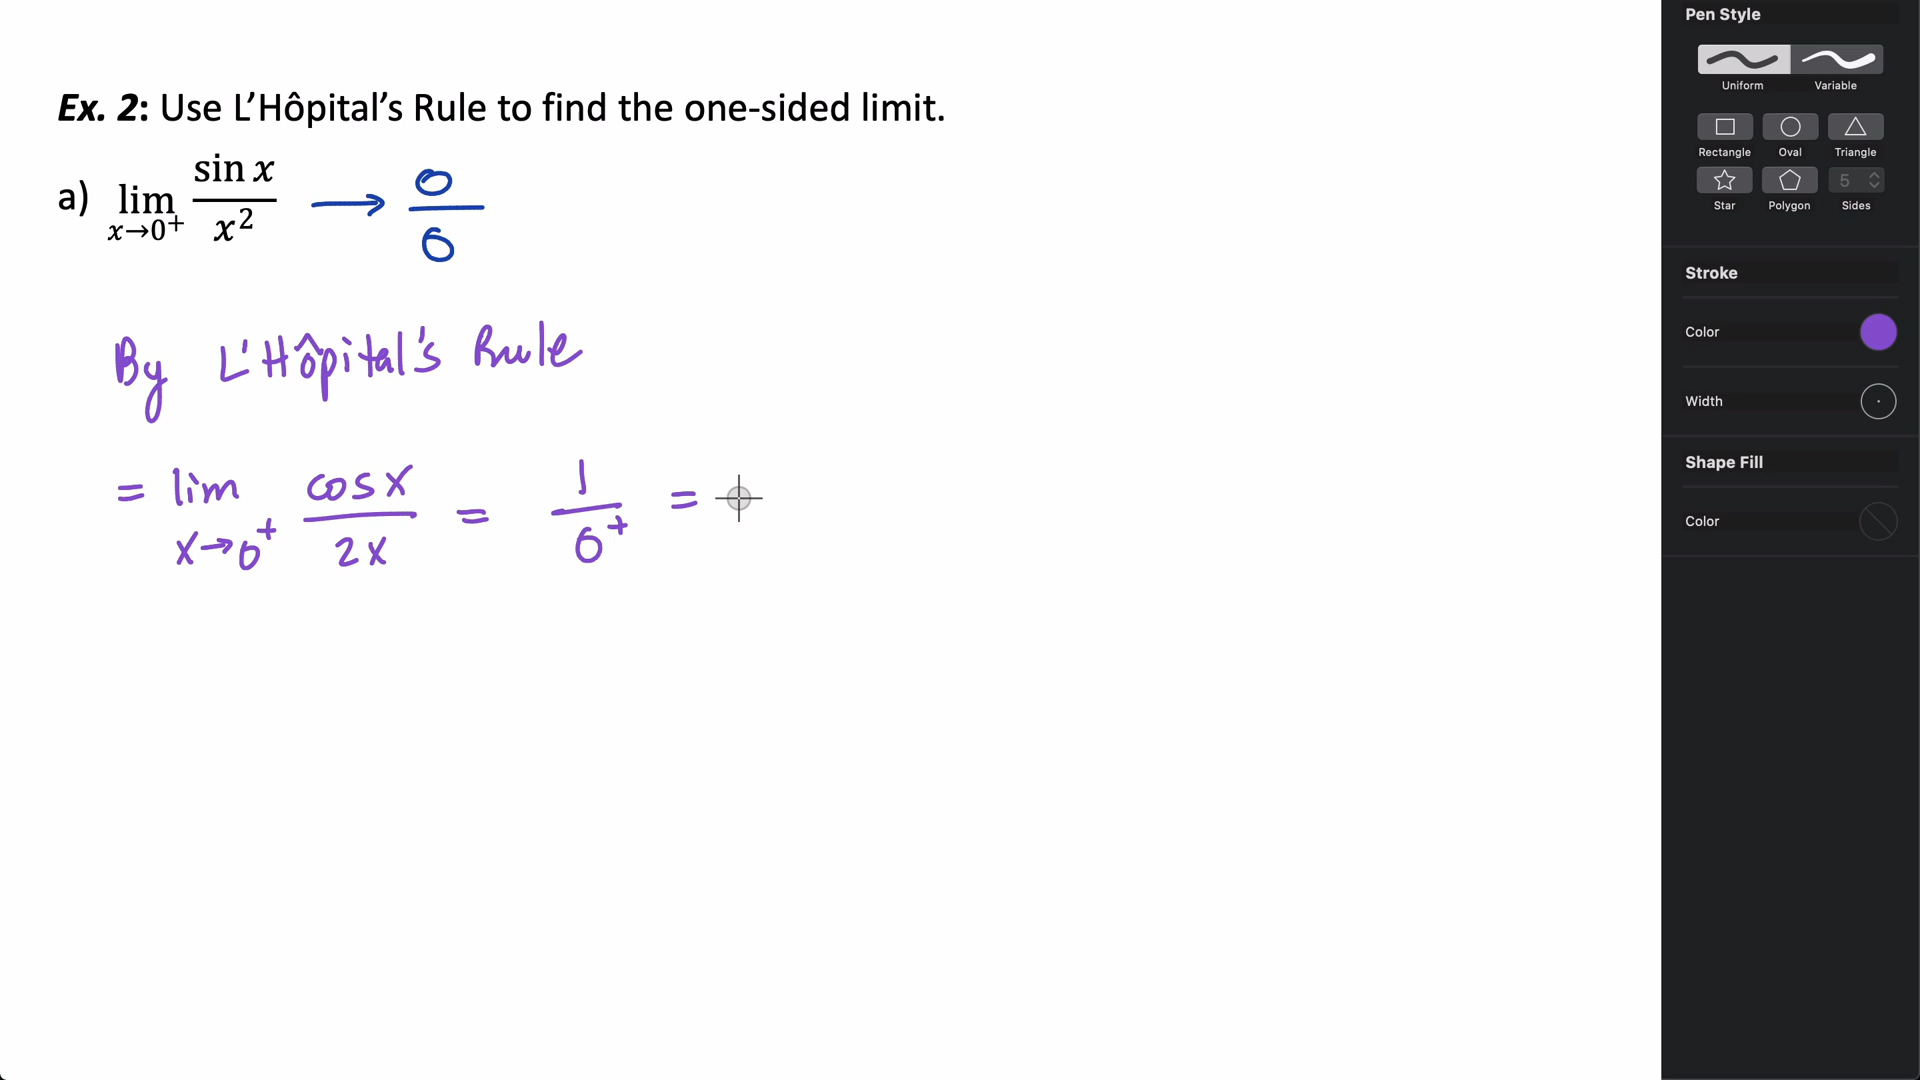 Ex. 2: Use L’Hôpital’s Rule to find the one-sided limit.
a) lim x→0⁺ sin x / x² → 0/0
By L'Hôpital's Rule
= lim x→0⁺ cos x / 2x = 1/0⁺ =
Pen Style
Uniform Variable
Rectangle Oval Triangle
5
Star Polygon Sides
Stroke
Color
Width
Shape Fill
Color